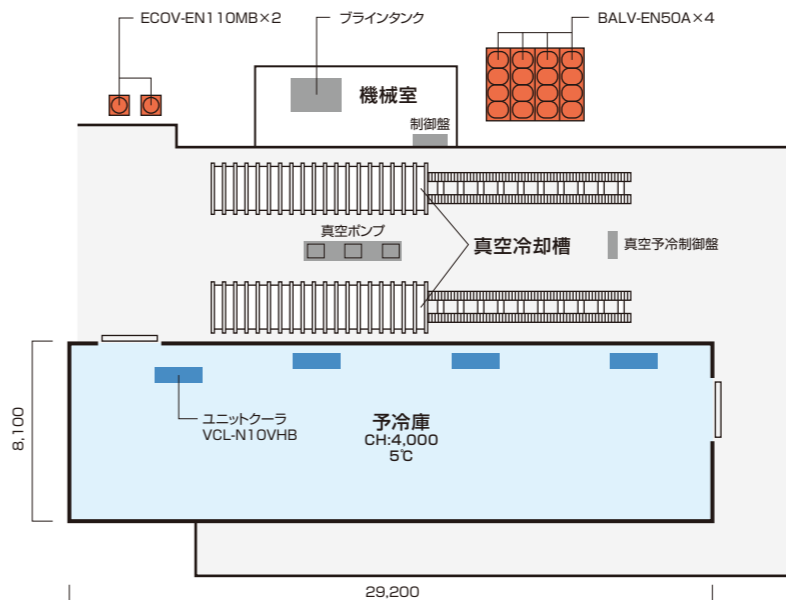 ECOV-EN110MB×2
ブラインタンク
BALV-EN50A×4
機械室
制御盤
真空ポンプ
真空冷却槽
真空予冷制御盤
ユニットクーラ
VCL-N10VHB
予冷庫
CH:4,000
5℃
8,100
29,200